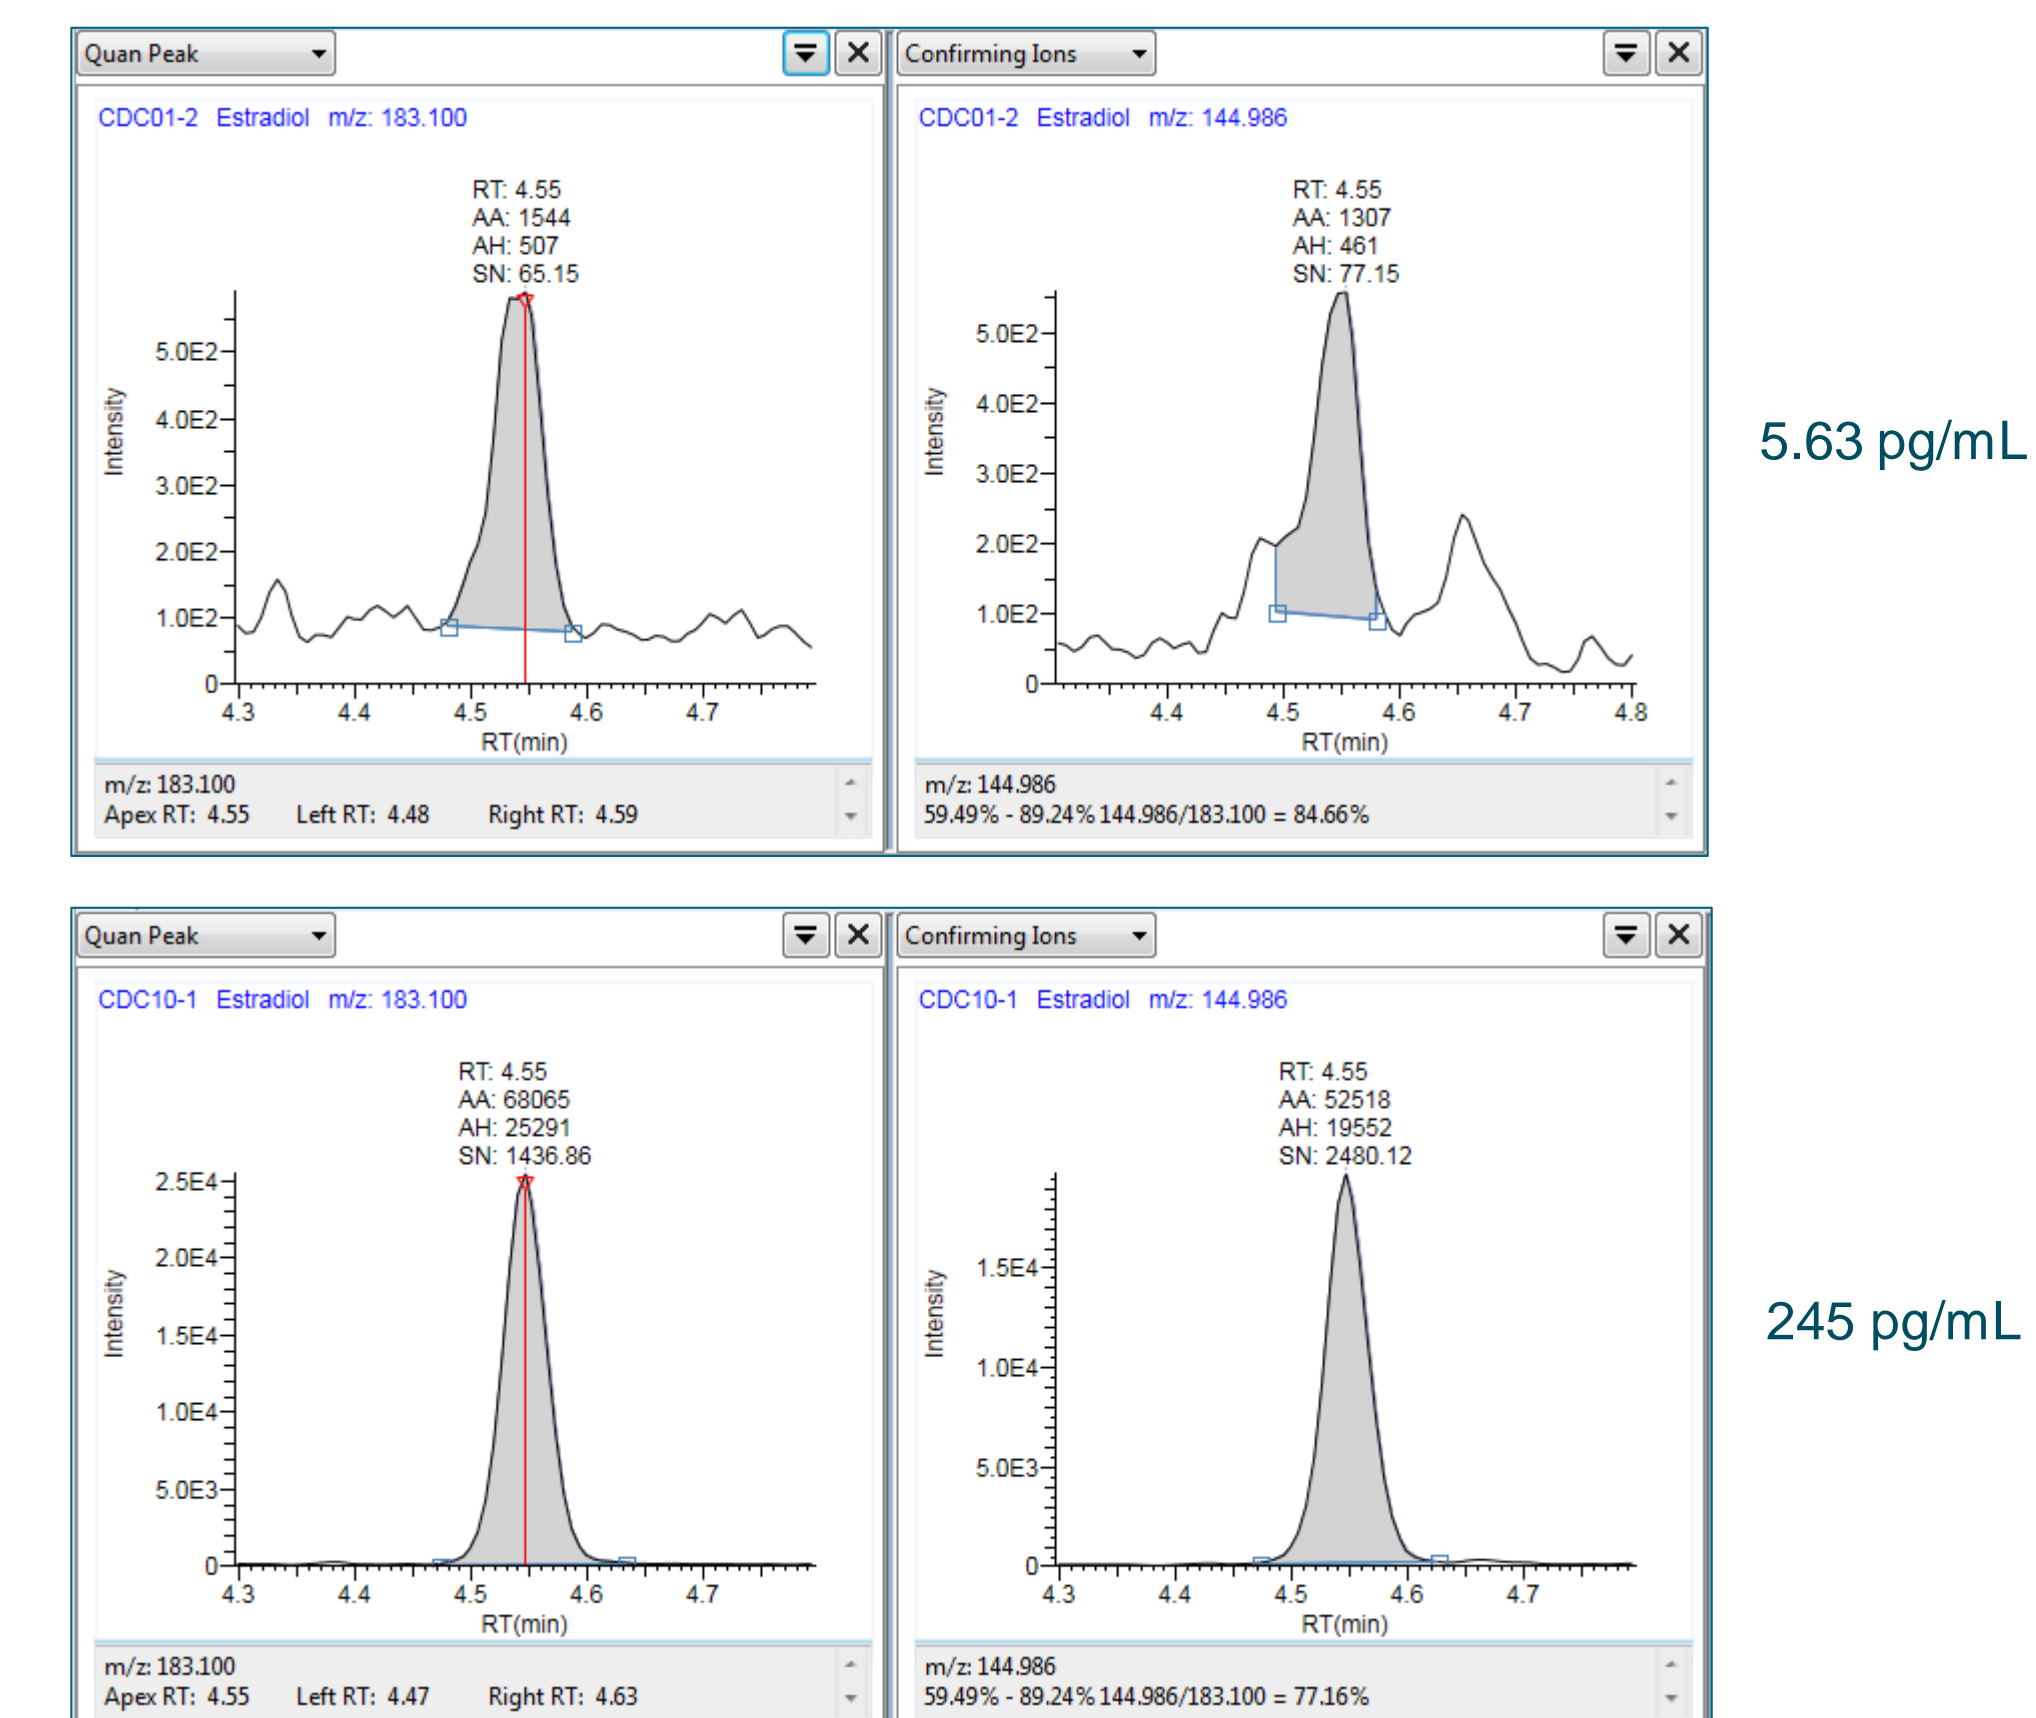 Quan Peak
Confirming Ions
CDC01-2 Estradiol m/z: 183.100
RT: 4.55
AA: 1544
AH: 507
SN: 65.15
Intensity
5.0E2
4.0E2
3.0E2
2.0E2
1.0E2
0
4.3 4.4 4.5 4.6 4.7
RT(min)
m/z: 183.100
Apex RT: 4.55 Left RT: 4.48 Right RT: 4.59
CDC01-2 Estradiol m/z: 144.986
RT: 4.55
AA: 1307
AH: 461
SN: 77.15
Intensity
5.0E2
4.0E2
3.0E2
2.0E2
1.0E2
0
4.4 4.5 4.6 4.7 4.8
RT(min)
m/z: 144.986
59.49% - 89.24% 144.986/183.100 = 84.66%
5.63 pg/mL
Quan Peak
Confirming Ions
CDC10-1 Estradiol m/z: 183.100
RT: 4.55
AA: 68065
AH: 25291
SN: 1436.86
Intensity
2.5E4
2.0E4
1.5E4
1.0E4
5.0E3
0
4.3 4.4 4.5 4.6 4.7
RT(min)
m/z: 183.100
Apex RT: 4.55 Left RT: 4.47 Right RT: 4.63
CDC10-1 Estradiol m/z: 144.986
RT: 4.55
AA: 52518
AH: 19552
SN: 2480.12
Intensity
1.5E4
1.0E4
5.0E3
0
4.3 4.4 4.5 4.6 4.7
RT(min)
m/z: 144.986
59.49% - 89.24% 144.986/183.100 = 77.16%
245 pg/mL